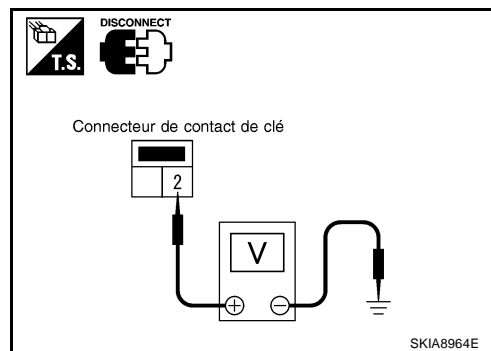 DISCONNECT
T.S.
Connecteur de contact de clé
2
V
+ −
SKIA8964E